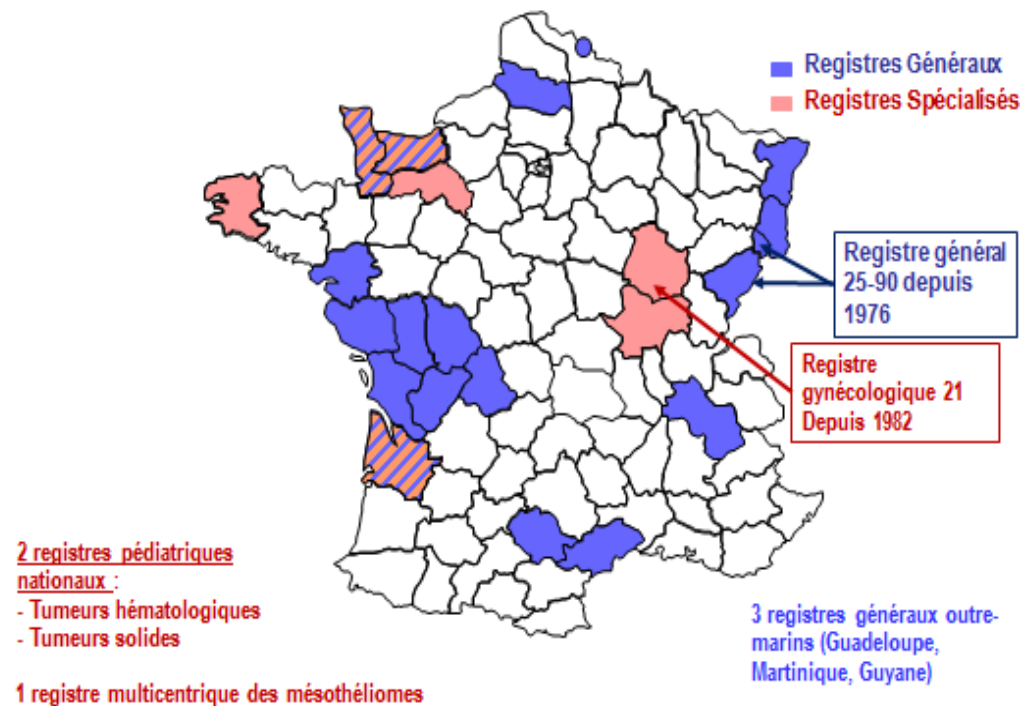 Registres Généraux
Registres Spécialisés
Registre général
25-90 depuis
1976
Registre
gynécologique 21
Depuis 1982
2 registres pédiatriques
nationaux :
- Tumeurs hématologiques
- Tumeurs solides
1 registre multicentrique des mésothéliomes
3 registres généraux outre-
marins (Guadeloupe,
Martinique, Guyane)